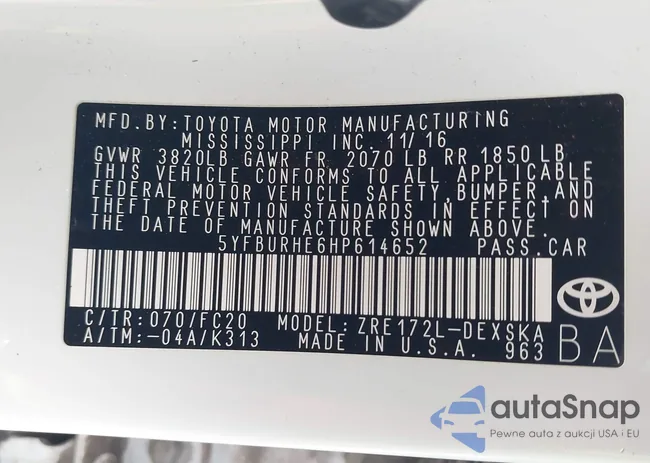 MFD. BY: TOYOTA MOTOR MANUFACTURING
MISSISSIPPI INC. 11/16
GVWR 3820LB GAWR FR. 2070 LB RR 1850 LB
THIS VEHICLE CONFORMS TO ALL APPLICABLE
FEDERAL MOTOR VEHICLE SAFETY, BUMPER, AND
THEFT PREVENTION STANDARDS IN EFFECT ON
THE DATE OF MANUFACTURE SHOWN ABOVE.
5YFBURHE6HP614652 PASS. CAR
C/TR: 070/FC20 MODEL: ZRE172L-DEXSKA
A/TM: -04A/K313 MADE IN U.S.A. 963
BA
autaSnap
Pewne auta z aukcji USA i EU